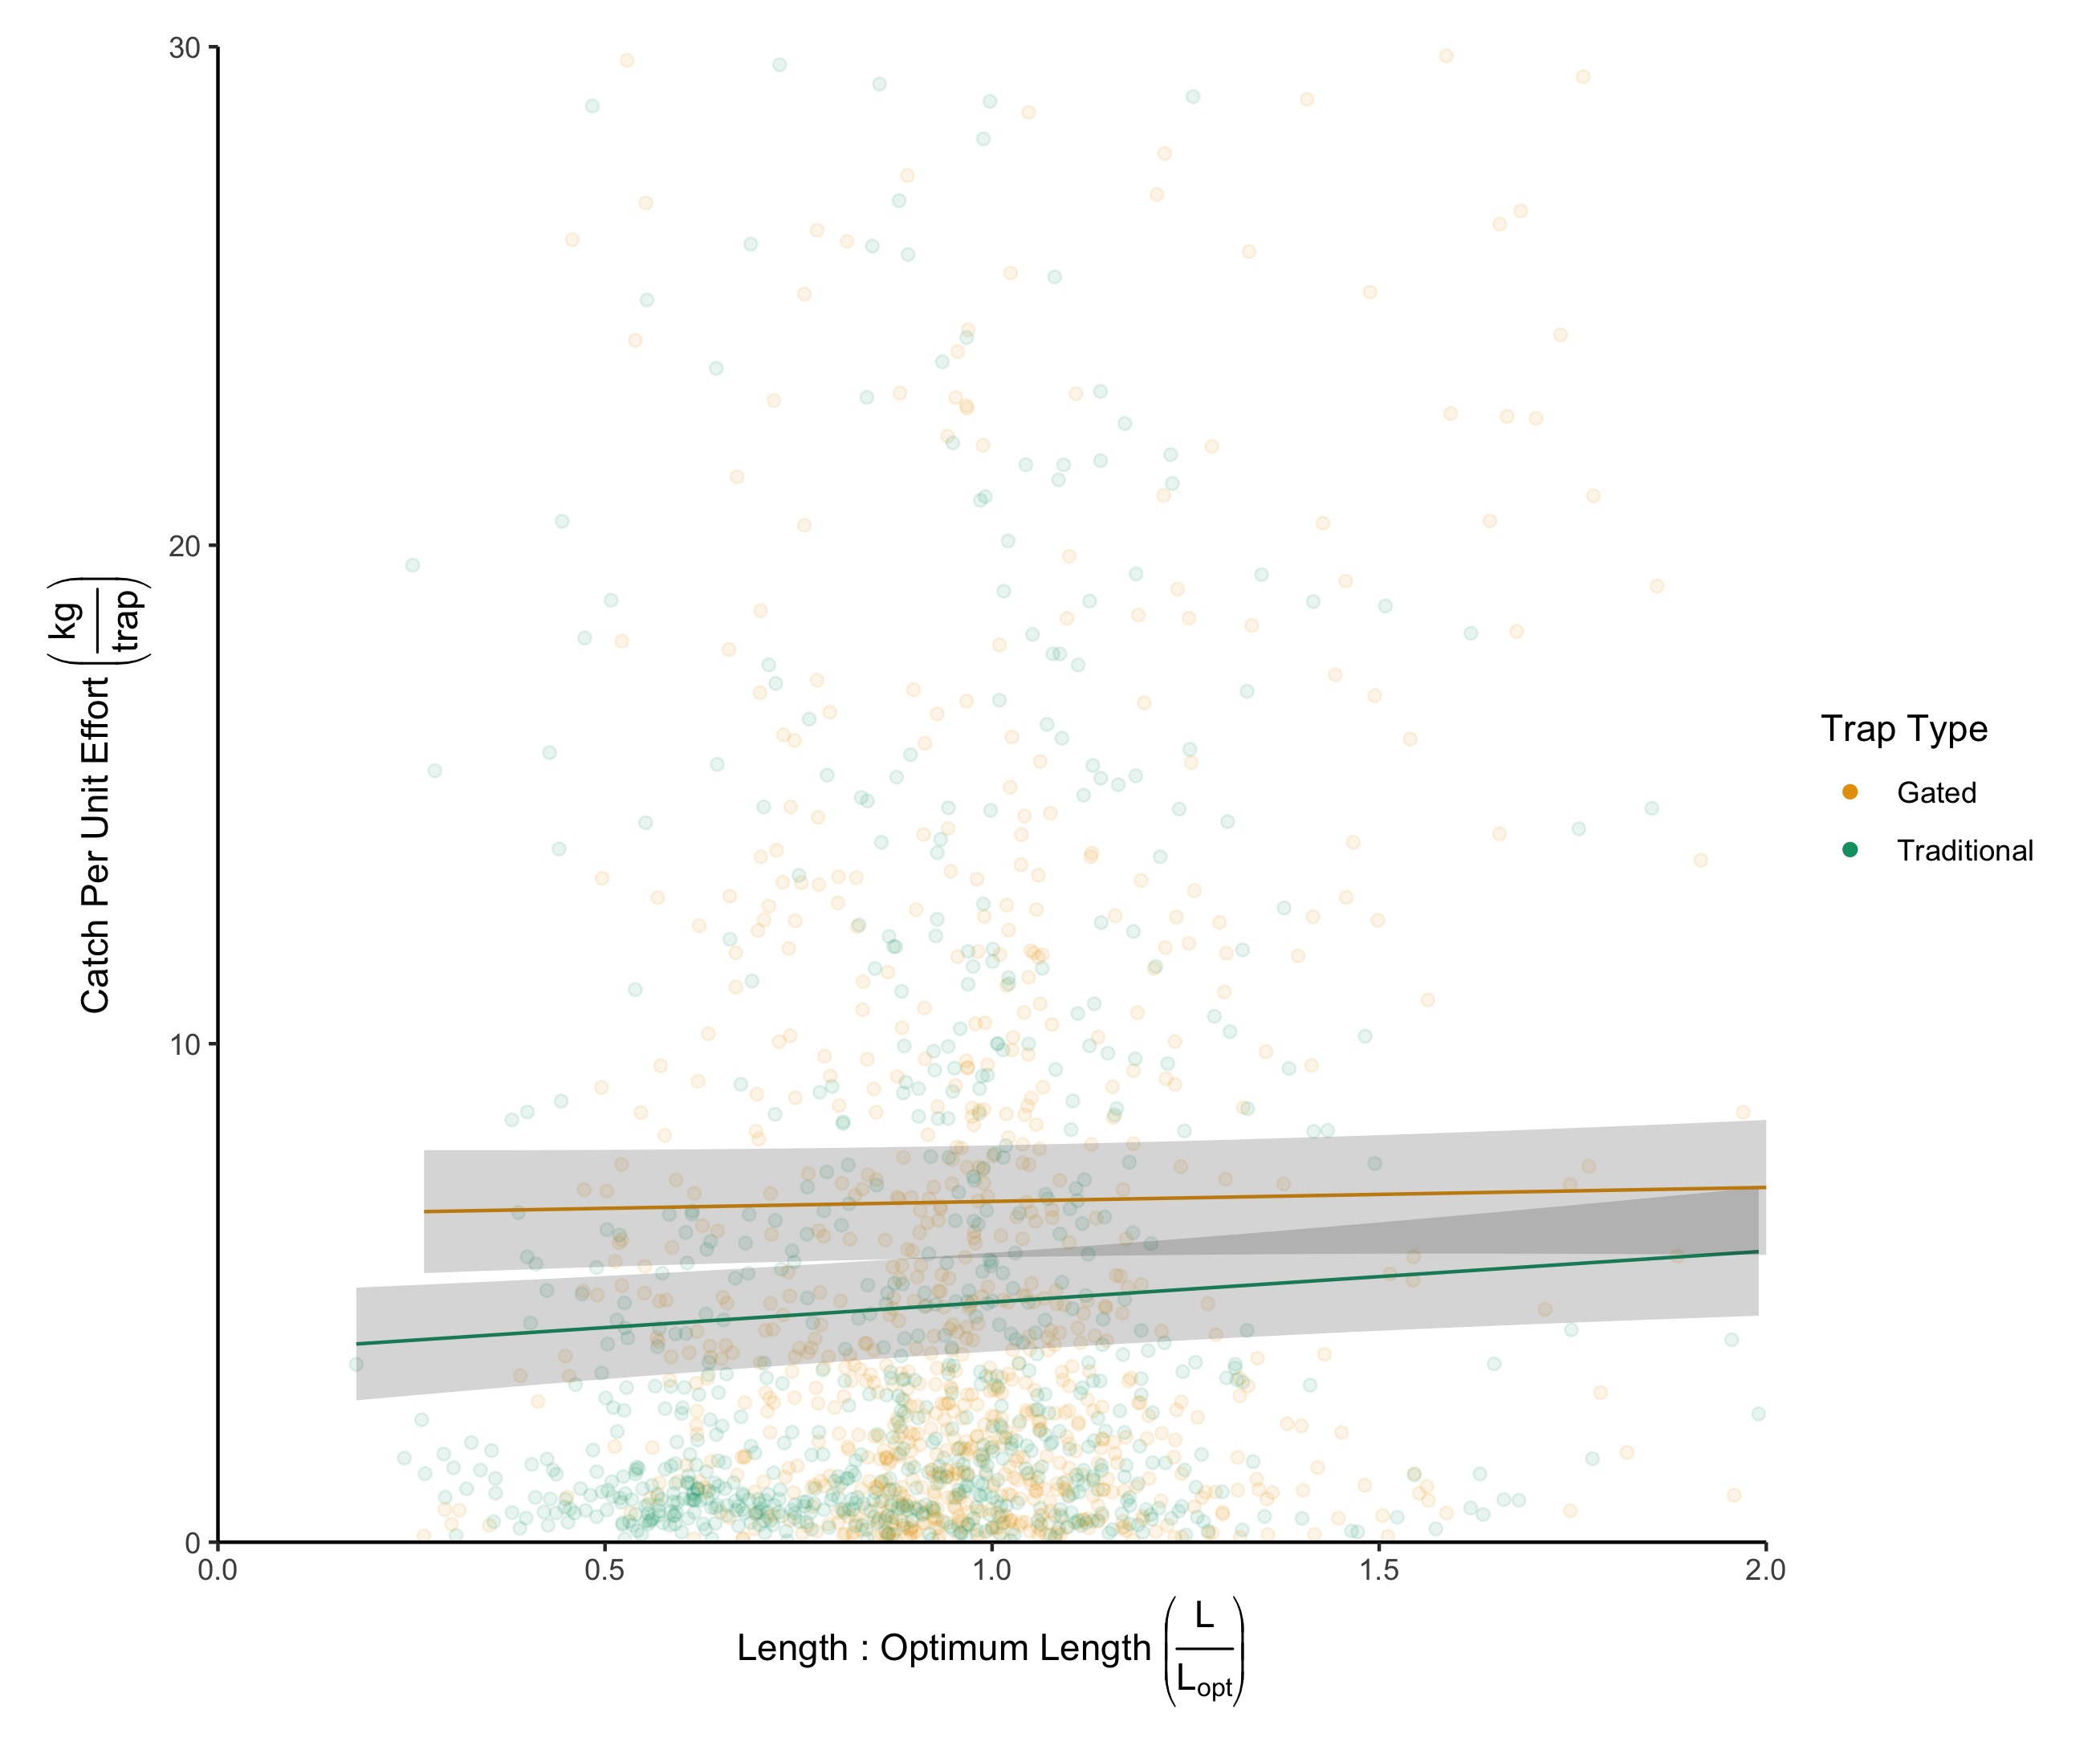 30
20
10
0
0.0 0.5 1.0 1.5 2.0
Catch Per Unit Effort (kg/trap)
Length : Optimum Length (L/Lopt)
Trap Type
Gated
Traditional